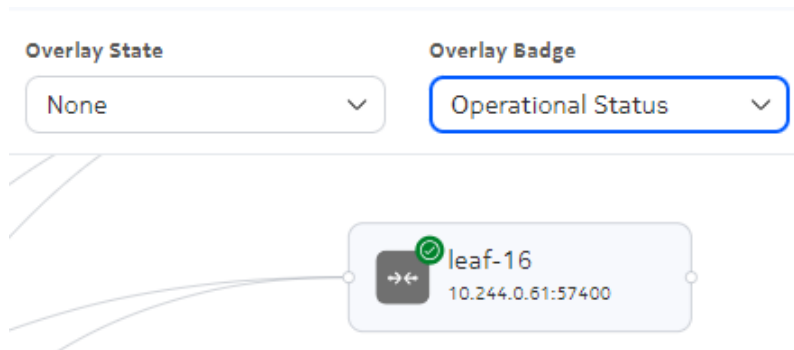 Overlay State
Overlay Badge
None
Operational Status
leaf-16
10.244.0.61:57400